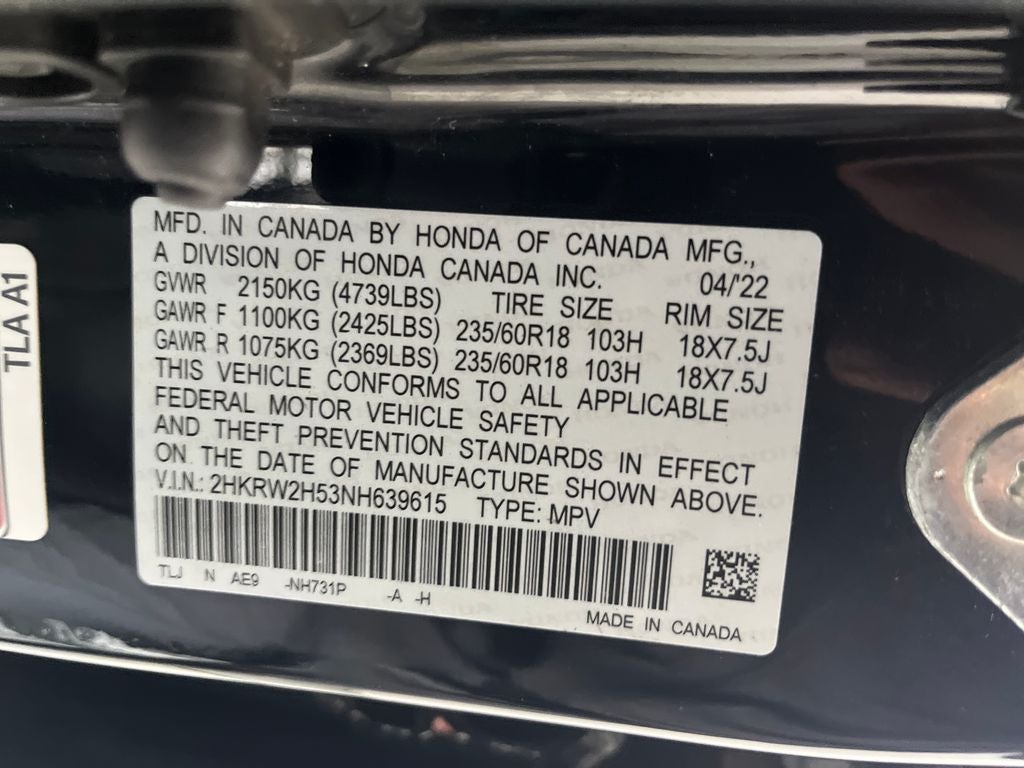 TLA A1
MFD. IN CANADA BY HONDA OF CANADA MFG.,
A DIVISION OF HONDA CANADA INC. 04/'22
GVWR 2150KG (4739LBS) TIRE SIZE RIM SIZE
GAWR F 1100KG (2425LBS) 235/60R18 103H 18X7.5J
GAWR R 1075KG (2369LBS) 235/60R18 103H 18X7.5J
THIS VEHICLE CONFORMS TO ALL APPLICABLE
FEDERAL MOTOR VEHICLE SAFETY
AND THEFT PREVENTION STANDARDS IN EFFECT
ON THE DATE OF MANUFACTURE SHOWN ABOVE.
V.I.N.: 2HKRW2H53NH639615 TYPE: MPV
TLJ N AE9 -NH731P -A -H
MADE IN CANADA